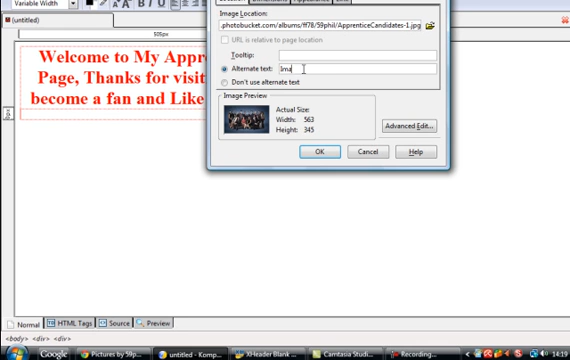 Variable Width
(untitled)
505px
Image Location:
.photobucket.com/albums/ff78/59phil/ApprenticeCandidates-1.jpg
URL is relative to page location
Tooltip:
Alternate text: Ima
Don't use alternate text
Image Preview
Actual Size:
Width: 563
Height: 345
Advanced Edit...
OK Cancel Help
Welcome to My Appr
Page, Thanks for visit
become a fan and Like
Normal HTML Tags Source Preview
<body> <div> <div>
Start Google Pictures by 59p... untitled - Komp... XHeader Blank ... Camtasia Studi... Recording... 14:19